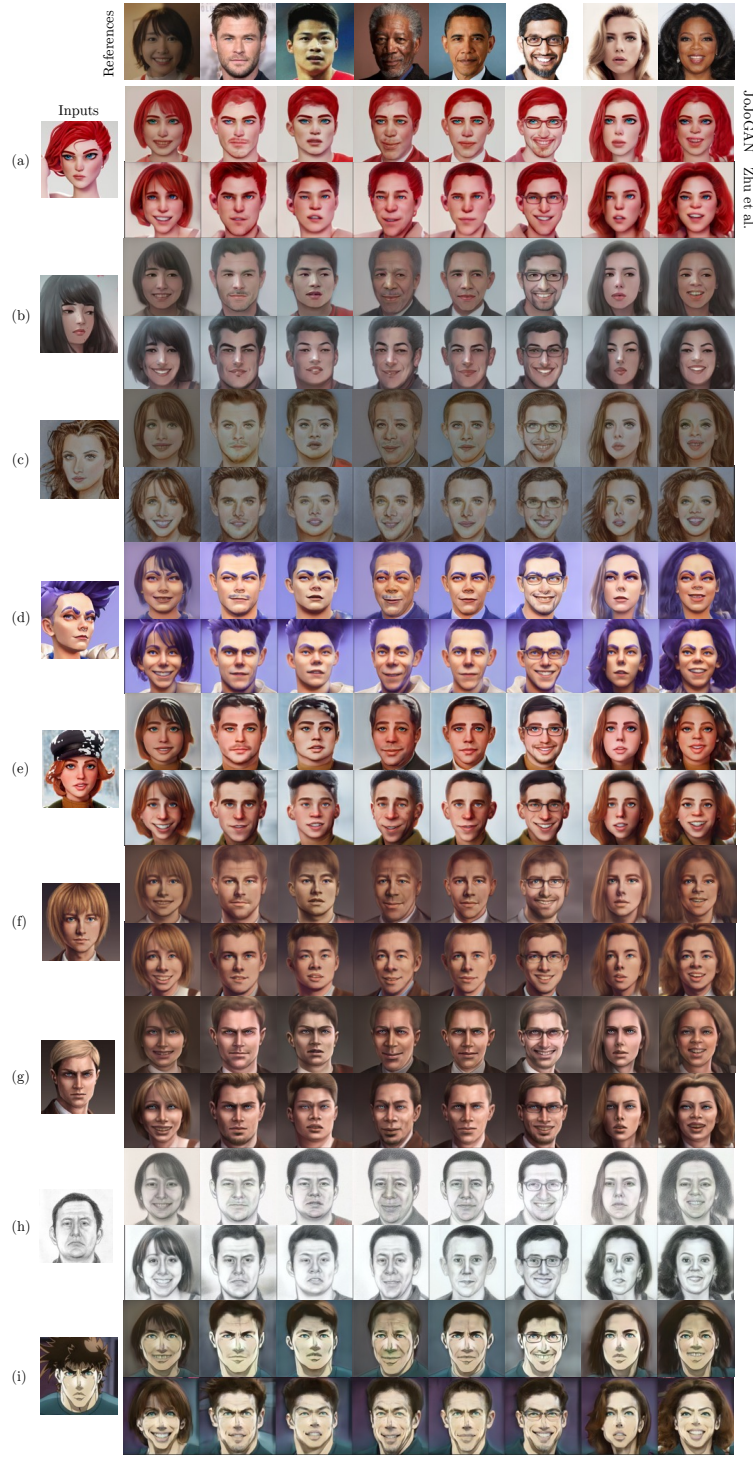 References
Inputs
JoJoGAN
Zhu et al.
(a)
(b)
(c)
(d)
(e)
(f)
(g)
(h)
(i)